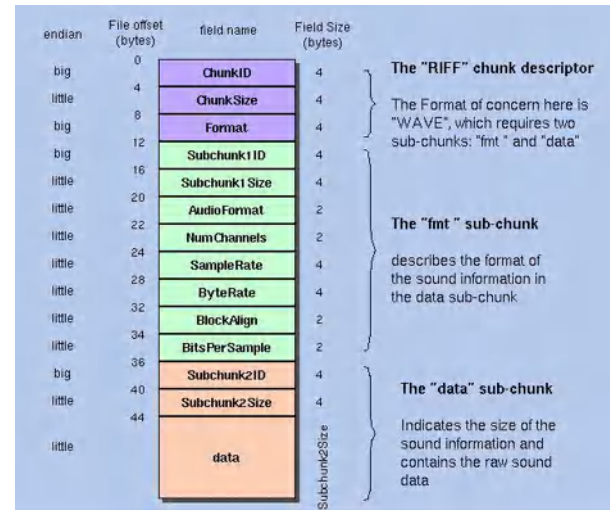 endian File offset (bytes) field name Field Size (bytes)
0
big ChunkID 4
4
little ChunkSize 4
8
big Format 4
12
big Subchunk1ID 4
16
little Subchunk1Size 4
20
little AudioFormat 2
22
little NumChannels 2
24
little SampleRate 4
28
little ByteRate 4
32
little BlockAlign 2
34
little BitsPerSample 2
36
big Subchunk2ID 4
40
little Subchunk2Size 4
44
little data Subchunk2Size
The "RIFF" chunk descriptor
The Format of concern here is
"WAVE", which requires two
sub-chunks: "fmt " and "data"
The "fmt " sub-chunk
describes the format of
the sound information in
the data sub-chunk
The "data" sub-chunk
Indicates the size of the
sound information and
contains the raw sound
data